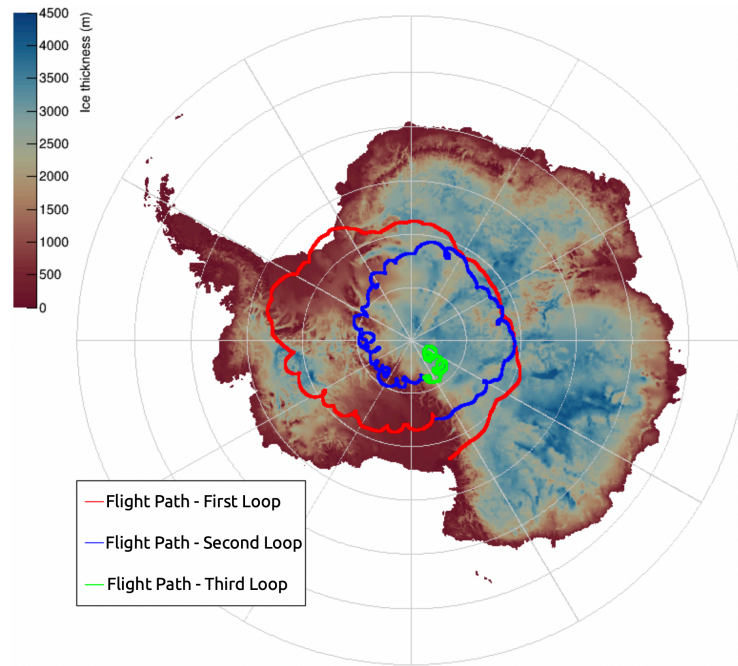 4500
4000
3500
3000
2500
2000
1500
1000
500
0
Ice thickness (m)
Flight Path - First Loop
Flight Path - Second Loop
Flight Path - Third Loop